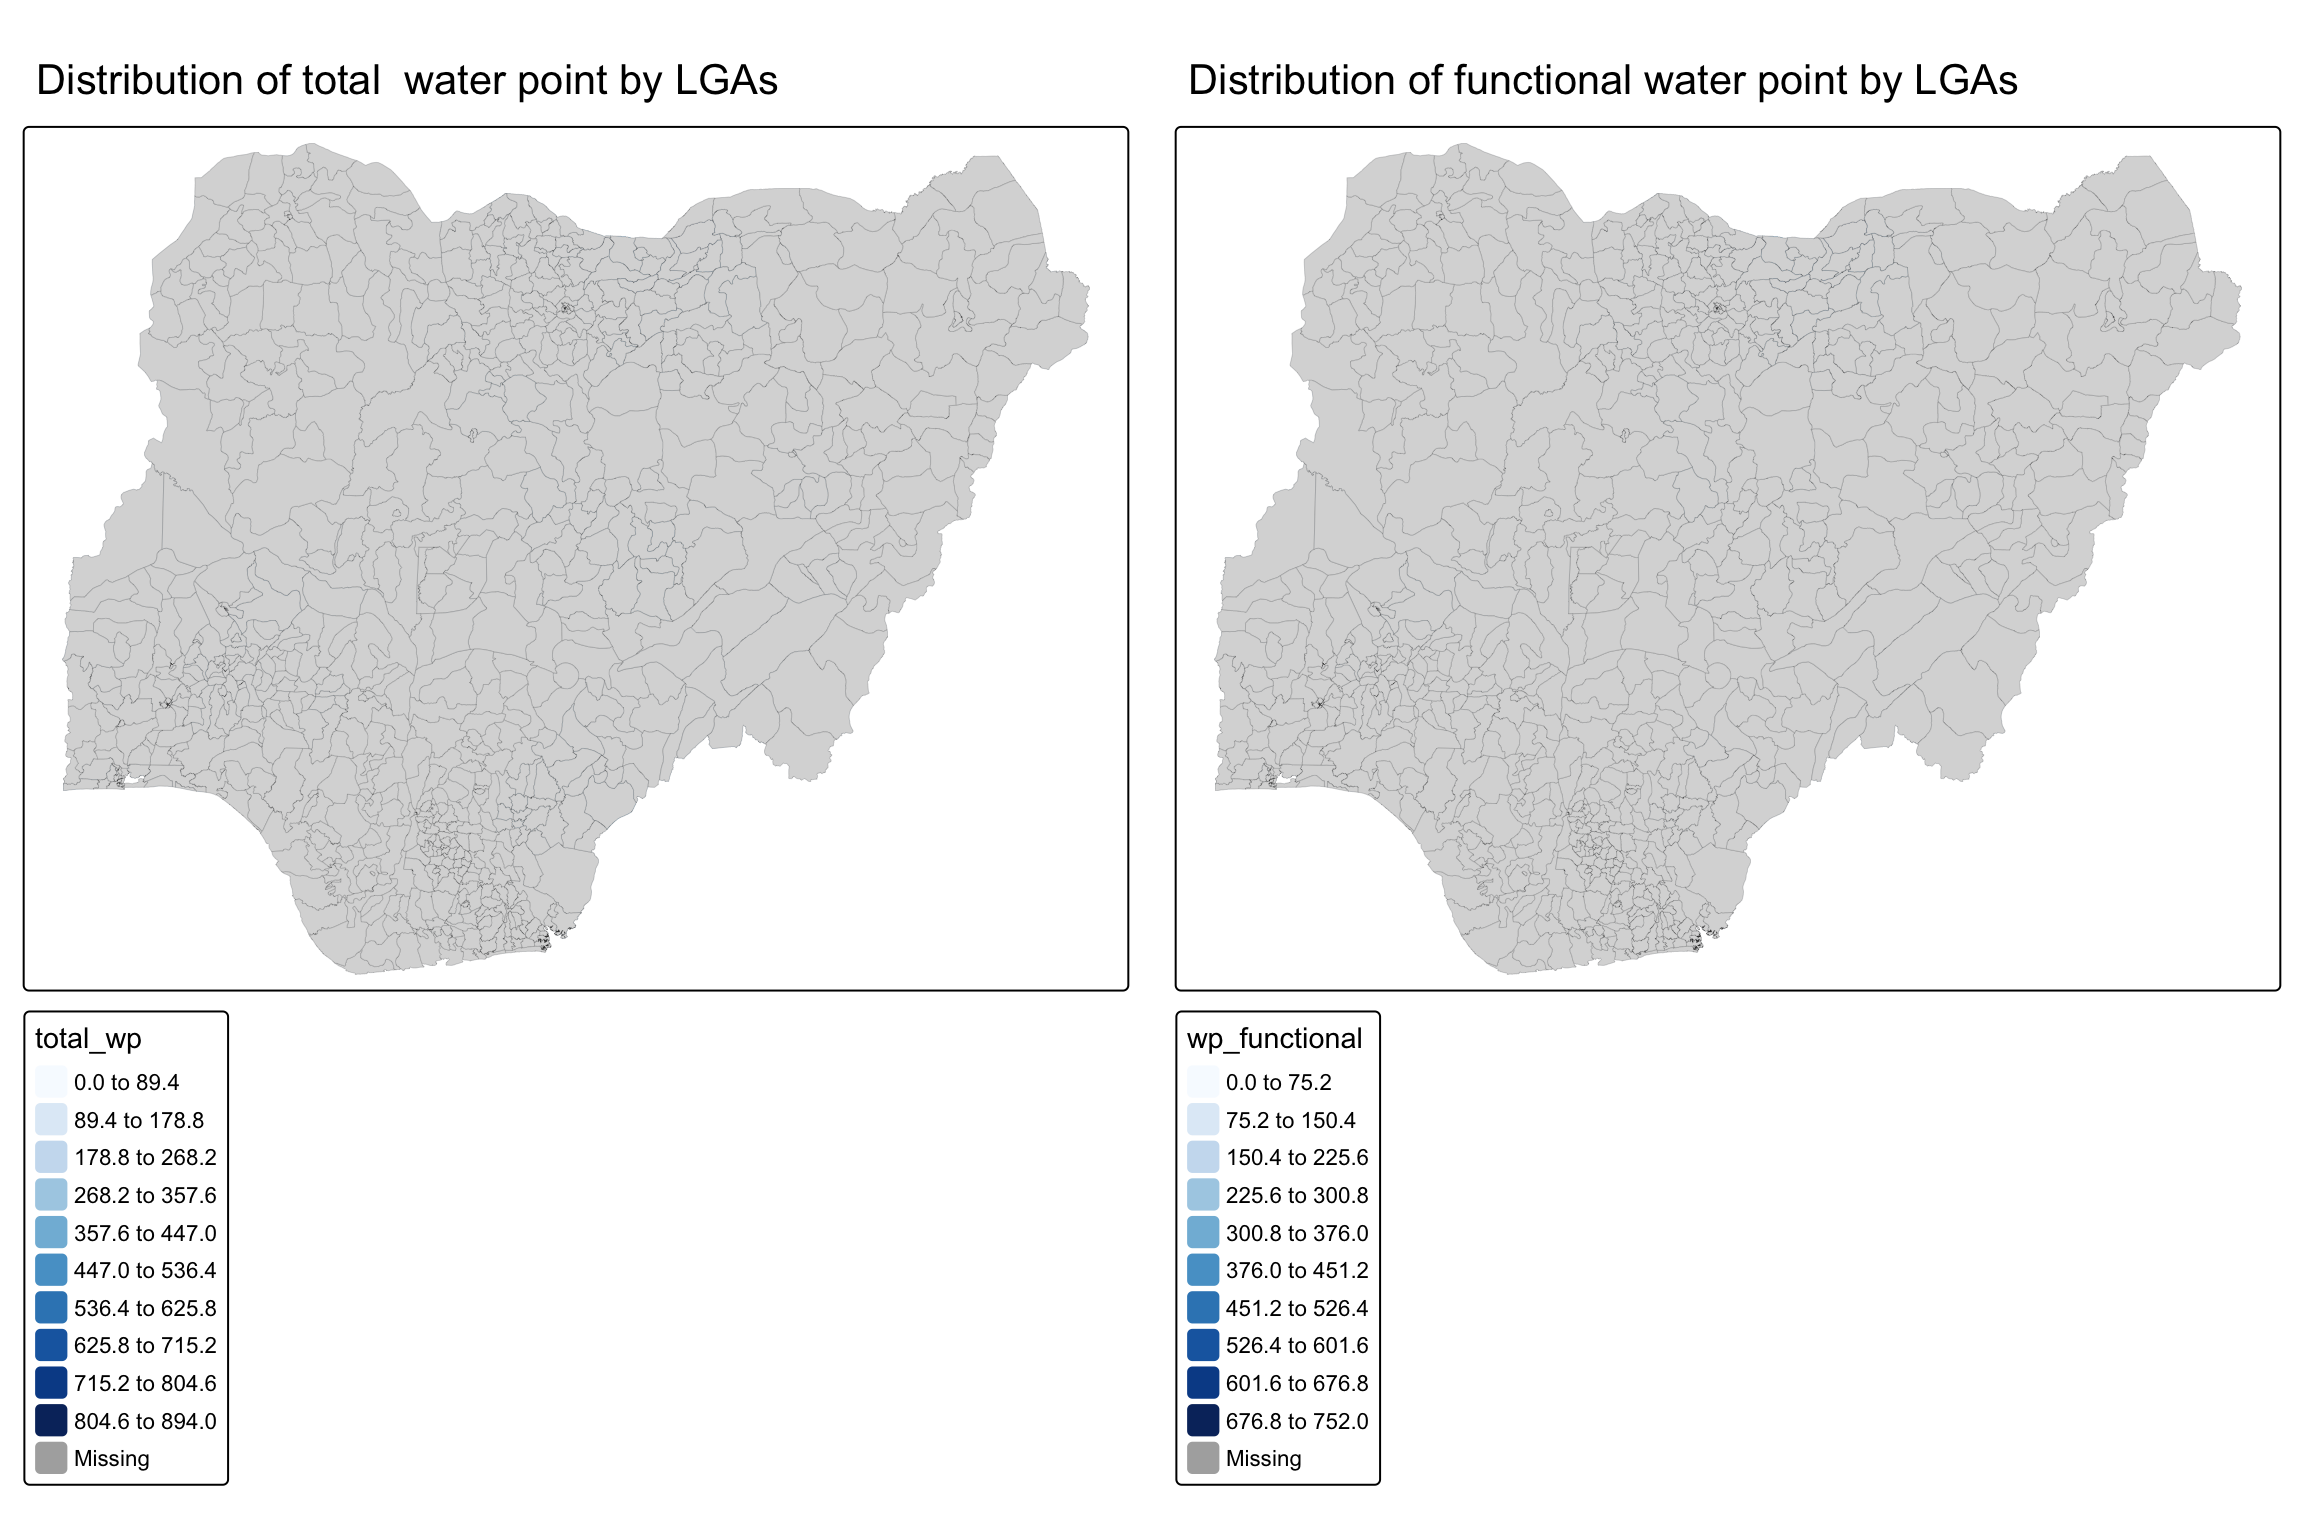 Distribution of total  water point by LGAs
Distribution of functional water point by LGAs
total_wp
0.0 to 89.4
89.4 to 178.8
178.8 to 268.2
268.2 to 357.6
357.6 to 447.0
447.0 to 536.4
536.4 to 625.8
625.8 to 715.2
715.2 to 804.6
804.6 to 894.0
Missing
wp_functional
0.0 to 75.2
75.2 to 150.4
150.4 to 225.6
225.6 to 300.8
300.8 to 376.0
376.0 to 451.2
451.2 to 526.4
526.4 to 601.6
601.6 to 676.8
676.8 to 752.0
Missing